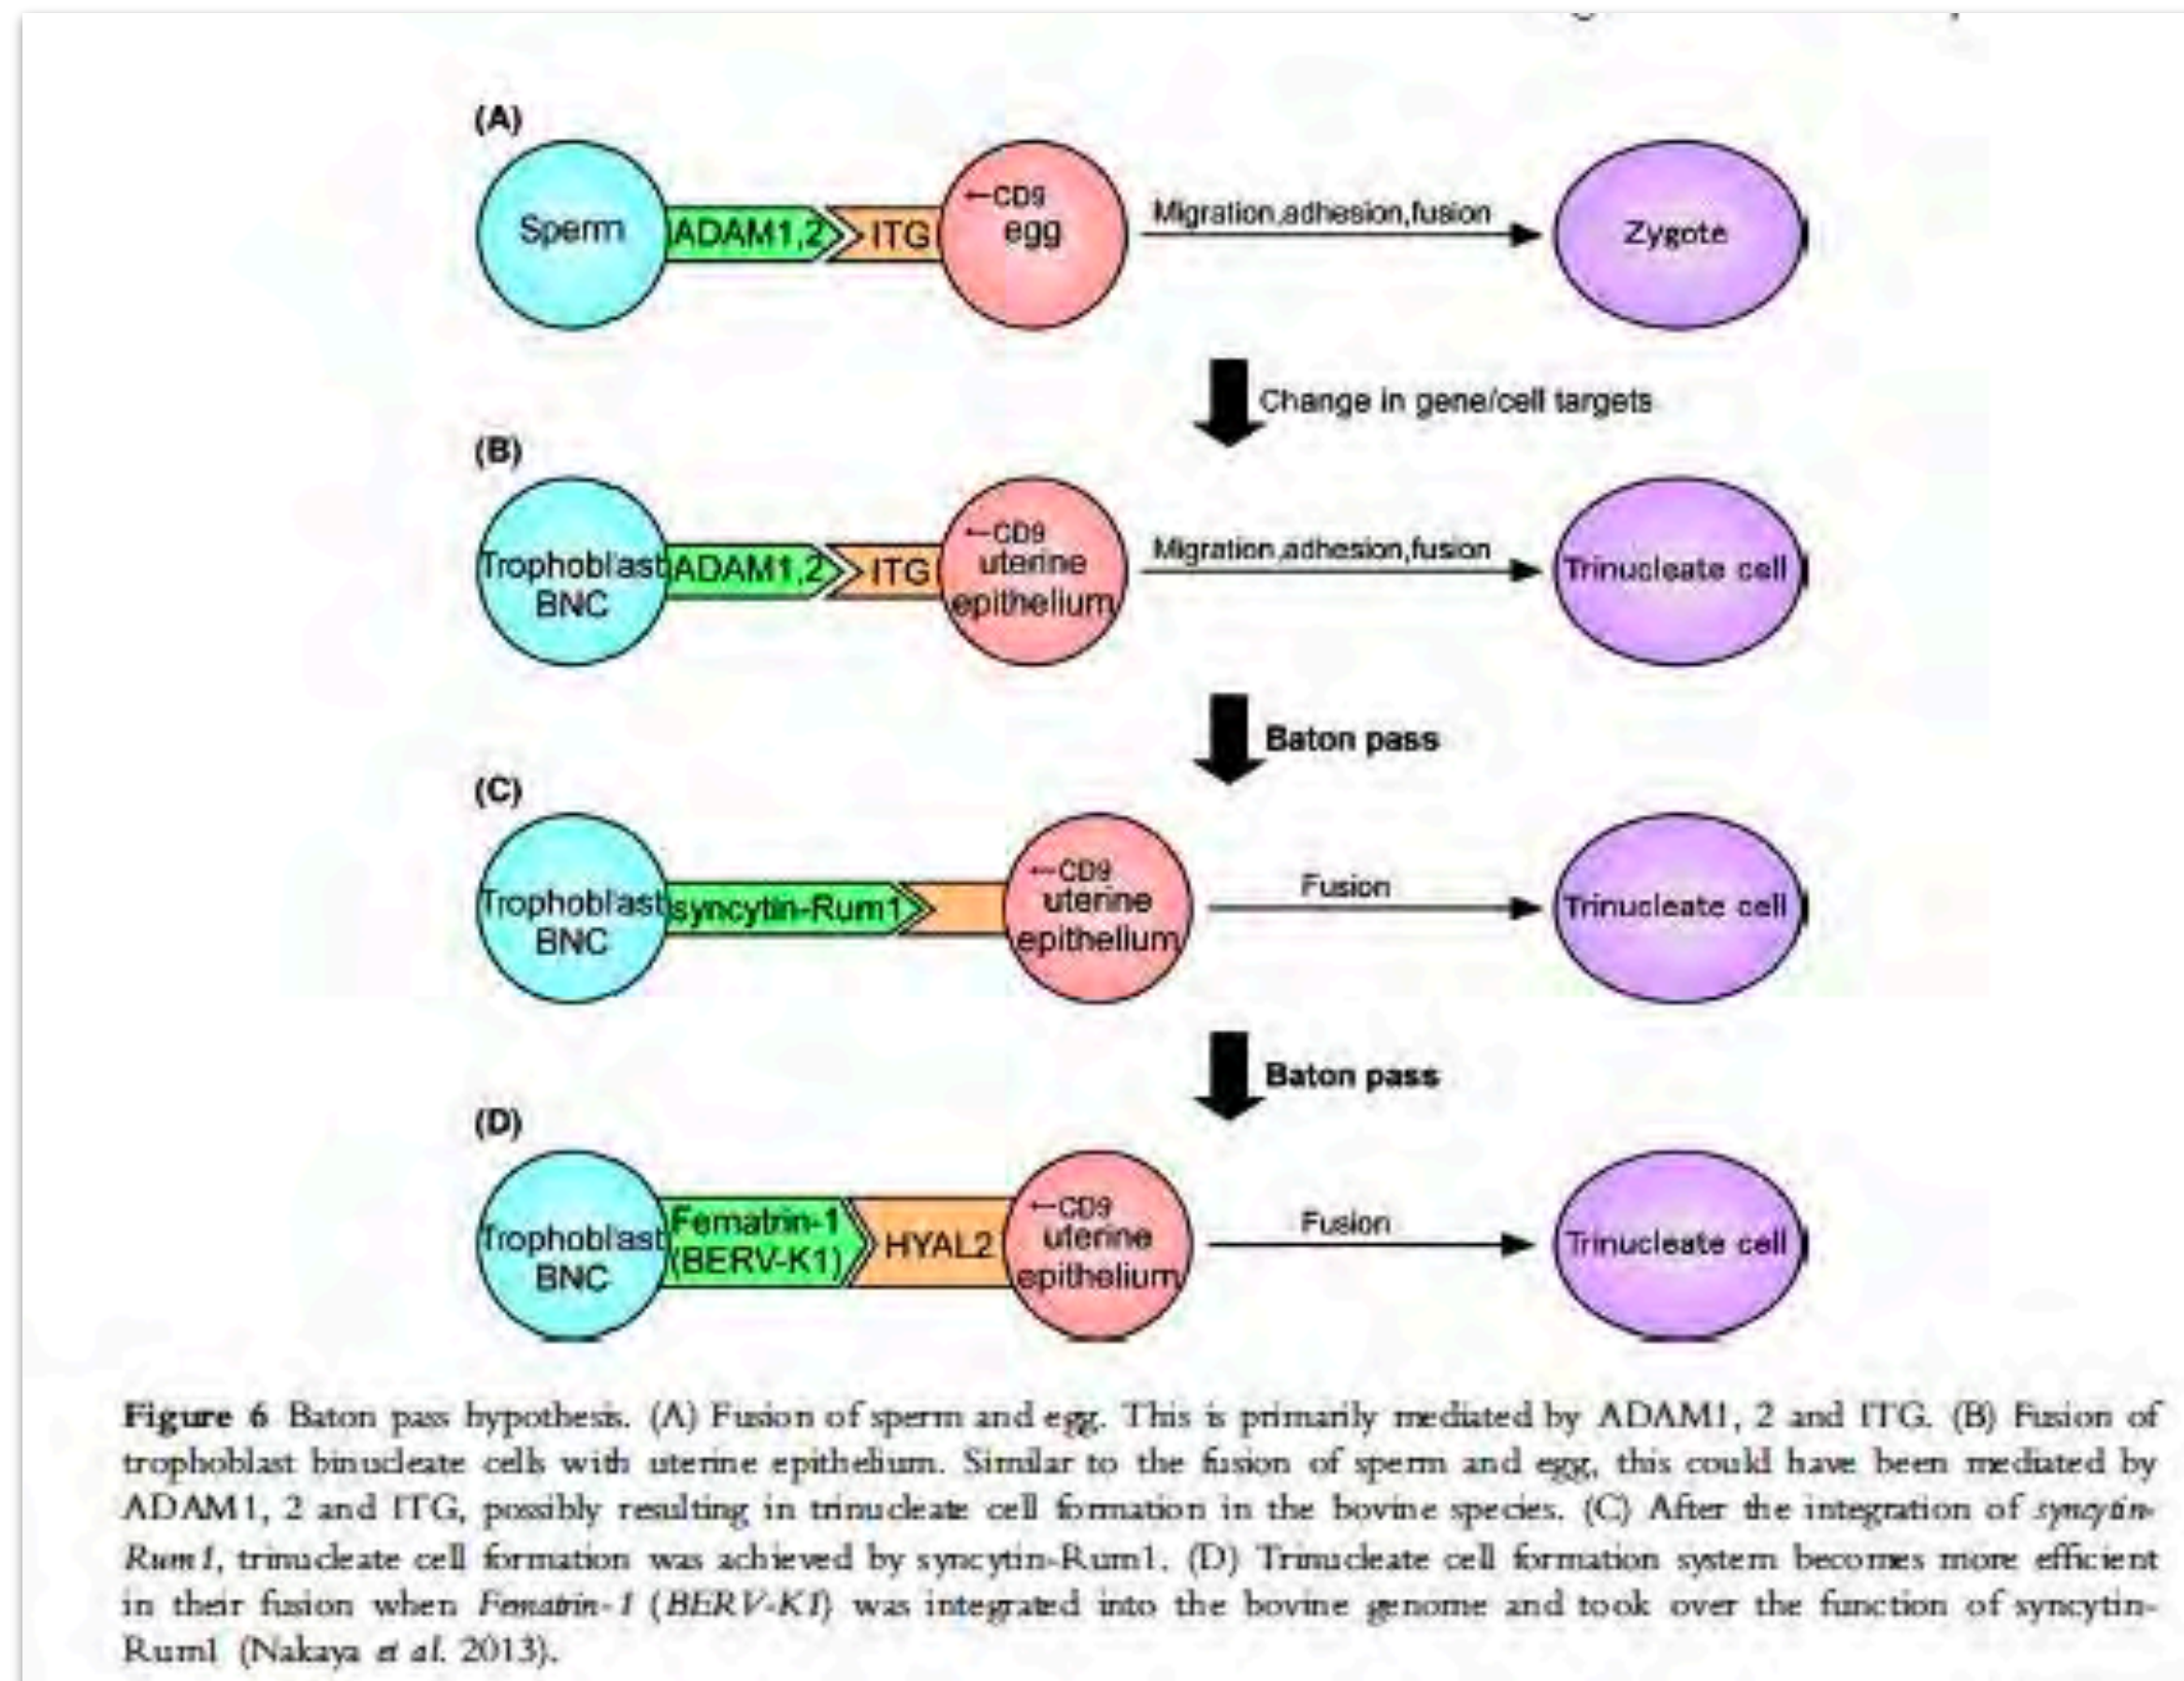 (A)
Sperm
ADAM1,2
ITG
←CD9
egg
Migration,adhesion,fusion
Zygote
Change in gene/cell targets
(B)
Trophoblast
BNC
ADAM1,2
ITG
←CD9
uterine
epithelium
Migration,adhesion,fusion
Trinucleate cell
Baton pass
(C)
Trophoblast
BNC
syncytin-Rum1
←CD9
uterine
epithelium
Fusion
Trinucleate cell
Baton pass
(D)
Trophoblast
BNC
Fematrin-1
(BERV-K1)
HYAL2
←CD9
uterine
epithelium
Fusion
Trinucleate cell
Figure 6 Baton pass hypothesis. (A) Fusion of sperm and egg. This is primarily mediated by ADAM1, 2 and ITG. (B) Fusion of
trophoblast binucleate cells with uterine epithelium. Similar to the fusion of sperm and egg, this could have been mediated by
ADAM1, 2 and ITG, possibly resulting in trinucleate cell formation in the bovine species. (C) After the integration of syncytin-
Rum1, trinucleate cell formation was achieved by syncytin-Rum1. (D) Trinucleate cell formation system becomes more efficient
in their fusion when Fematrin-1 (BERV-K1) was integrated into the bovine genome and took over the function of syncytin-
Rum1 (Nakaya et al. 2013).